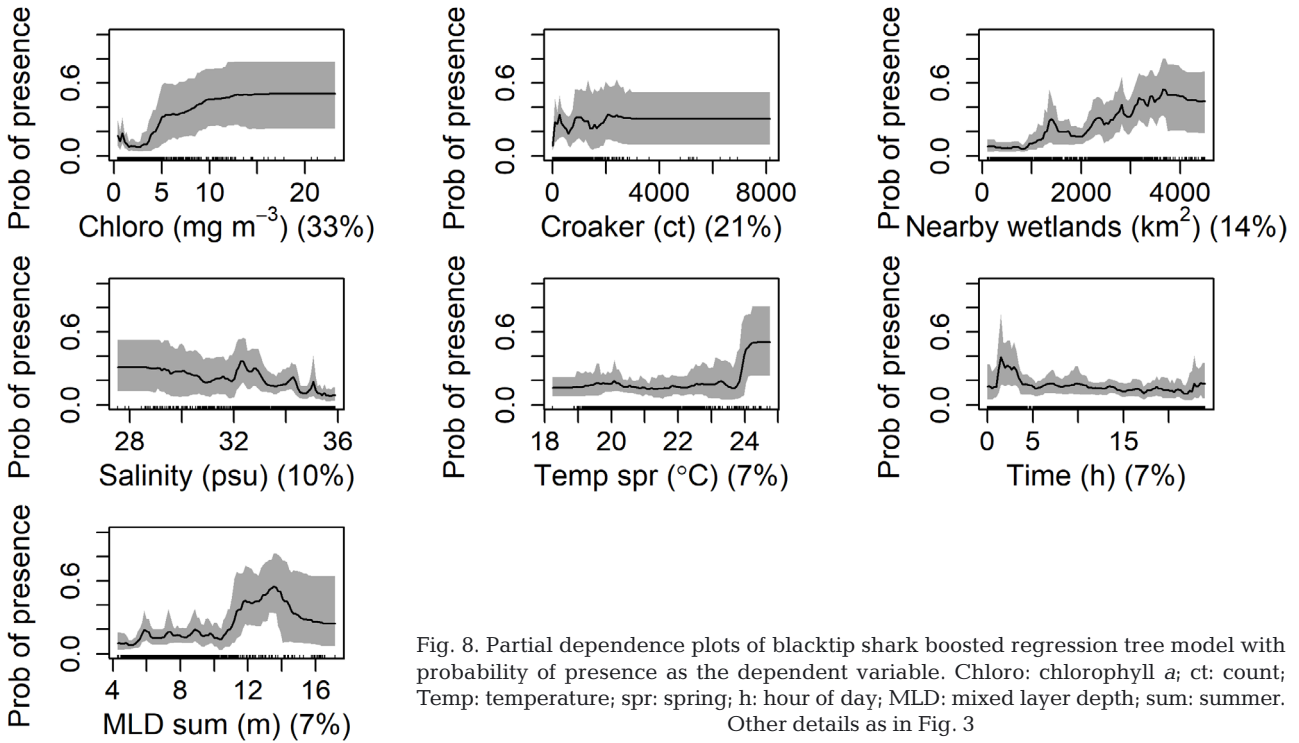 Prob of presence
0.6
0.0
0 5 10 20
Chloro (mg m⁻³) (33%)
Prob of presence
0.6
0.0
0 4000 8000
Croaker (ct) (21%)
Prob of presence
0.6
0.0
0 2000 4000
Nearby wetlands (km²) (14%)
Prob of presence
0.6
0.0
28 32 36
Salinity (psu) (10%)
Prob of presence
0.6
0.0
18 20 22 24
Temp spr (°C) (7%)
Prob of presence
0.6
0.0
0 5 15
Time (h) (7%)
Prob of presence
0.6
0.0
4 8 12 16
MLD sum (m) (7%)
Fig. 8. Partial dependence plots of blacktip shark boosted regression tree model with
probability of presence as the dependent variable. Chloro: chlorophyll a; ct: count;
Temp: temperature; spr: spring; h: hour of day; MLD: mixed layer depth; sum: summer.
Other details as in Fig. 3